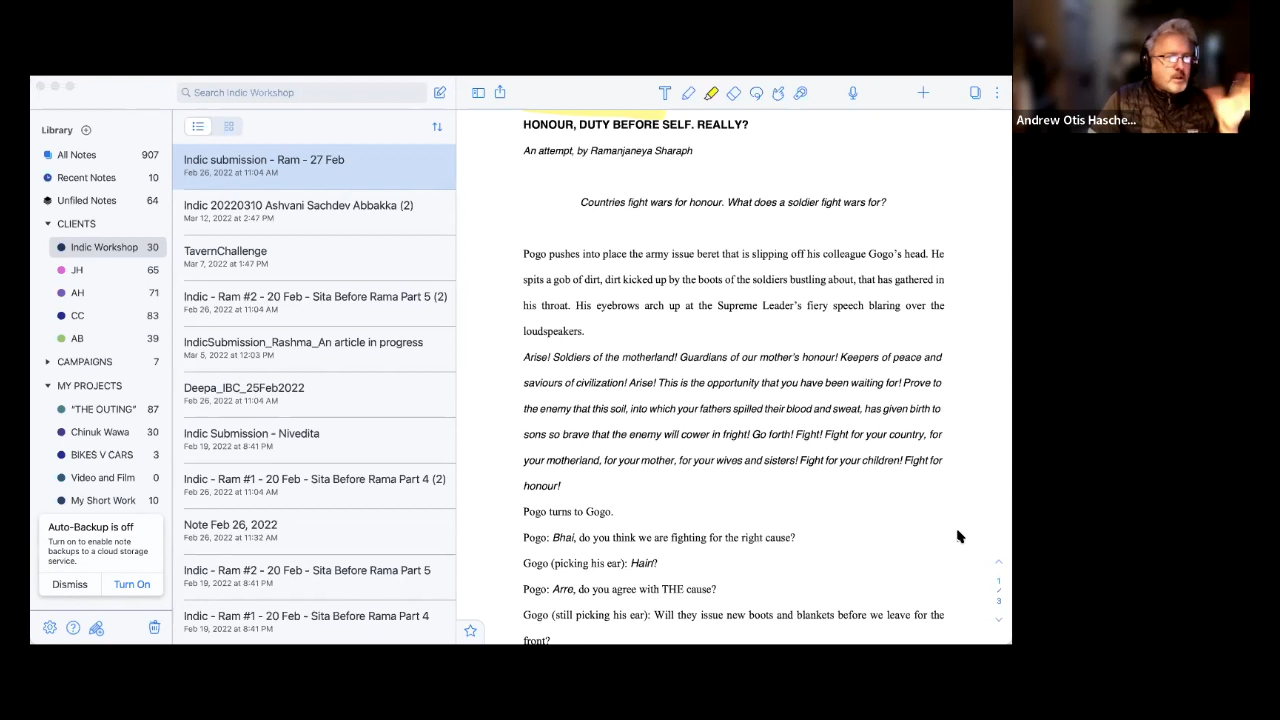 Andrew Otis Hasche...
Search Indic Workshop
Library
All Notes 907
Recent Notes 10
Unfiled Notes 64
CLIENTS
Indic Workshop 30
JH 65
AH 71
CC 83
AB 39
CAMPAIGNS 7
MY PROJECTS
"THE OUTING" 87
Chinuk Wawa 30
BIKES V CARS 3
Video and Film 0
My Short Work 10
Auto-Backup is off
Turn on to enable note
backups to a cloud storage
service.
Dismiss Turn On
Indic submission - Ram - 27 Feb
Feb 26, 2022 at 11:04 AM
Indic 20220310 Ashvani Sachdev Abbakka (2)
Mar 12, 2022 at 2:47 PM
TavernChallenge
Mar 7, 2022 at 1:47 PM
Indic - Ram #2 - 20 Feb - Sita Before Rama Part 5 (2)
Feb 26, 2022 at 11:04 AM
IndicSubmission_Rashma_An article in progress
Mar 5, 2022 at 12:03 PM
Deepa_IBC_25Feb2022
Feb 26, 2022 at 11:04 AM
Indic Submission - Nivedita
Feb 19, 2022 at 8:41 PM
Indic - Ram #1 - 20 Feb - Sita Before Rama Part 4 (2)
Feb 26, 2022 at 11:04 AM
Note Feb 26, 2022
Feb 26, 2022 at 11:32 AM
Indic - Ram #2 - 20 Feb - Sita Before Rama Part 5
Feb 19, 2022 at 8:41 PM
Indic - Ram #1 - 20 Feb - Sita Before Rama Part 4
Feb 19, 2022 at 8:41 PM
HONOUR, DUTY BEFORE SELF. REALLY?
An attempt, by Ramanjaneya Sharaph
Countries fight wars for honour. What does a soldier fight wars for?
Pogo pushes into place the army issue beret that is slipping off his colleague Gogo's head. He
spits a gob of dirt, dirt kicked up by the boots of the soldiers bustling about, that has gathered in
his throat. His eyebrows arch up at the Supreme Leader's fiery speech blaring over the
loudspeakers.
Arise! Soldiers of the motherland! Guardians of our mother's honour! Keepers of peace and
saviours of civilization! Arise! This is the opportunity that you have been waiting for! Prove to
the enemy that this soil, into which your fathers spilled their blood and sweat, has given birth to
sons so brave that the enemy will cower in fright! Go forth! Fight! Fight for your country, for
your motherland, for your mother, for your wives and sisters! Fight for your children! Fight for
honour!
Pogo turns to Gogo.
Pogo: Bhai, do you think we are fighting for the right cause?
Gogo (picking his ear): Hain?
Pogo: Arre, do you agree with THE cause?
Gogo (still picking his ear): Will they issue new boots and blankets before we leave for the
front?
1
/
3